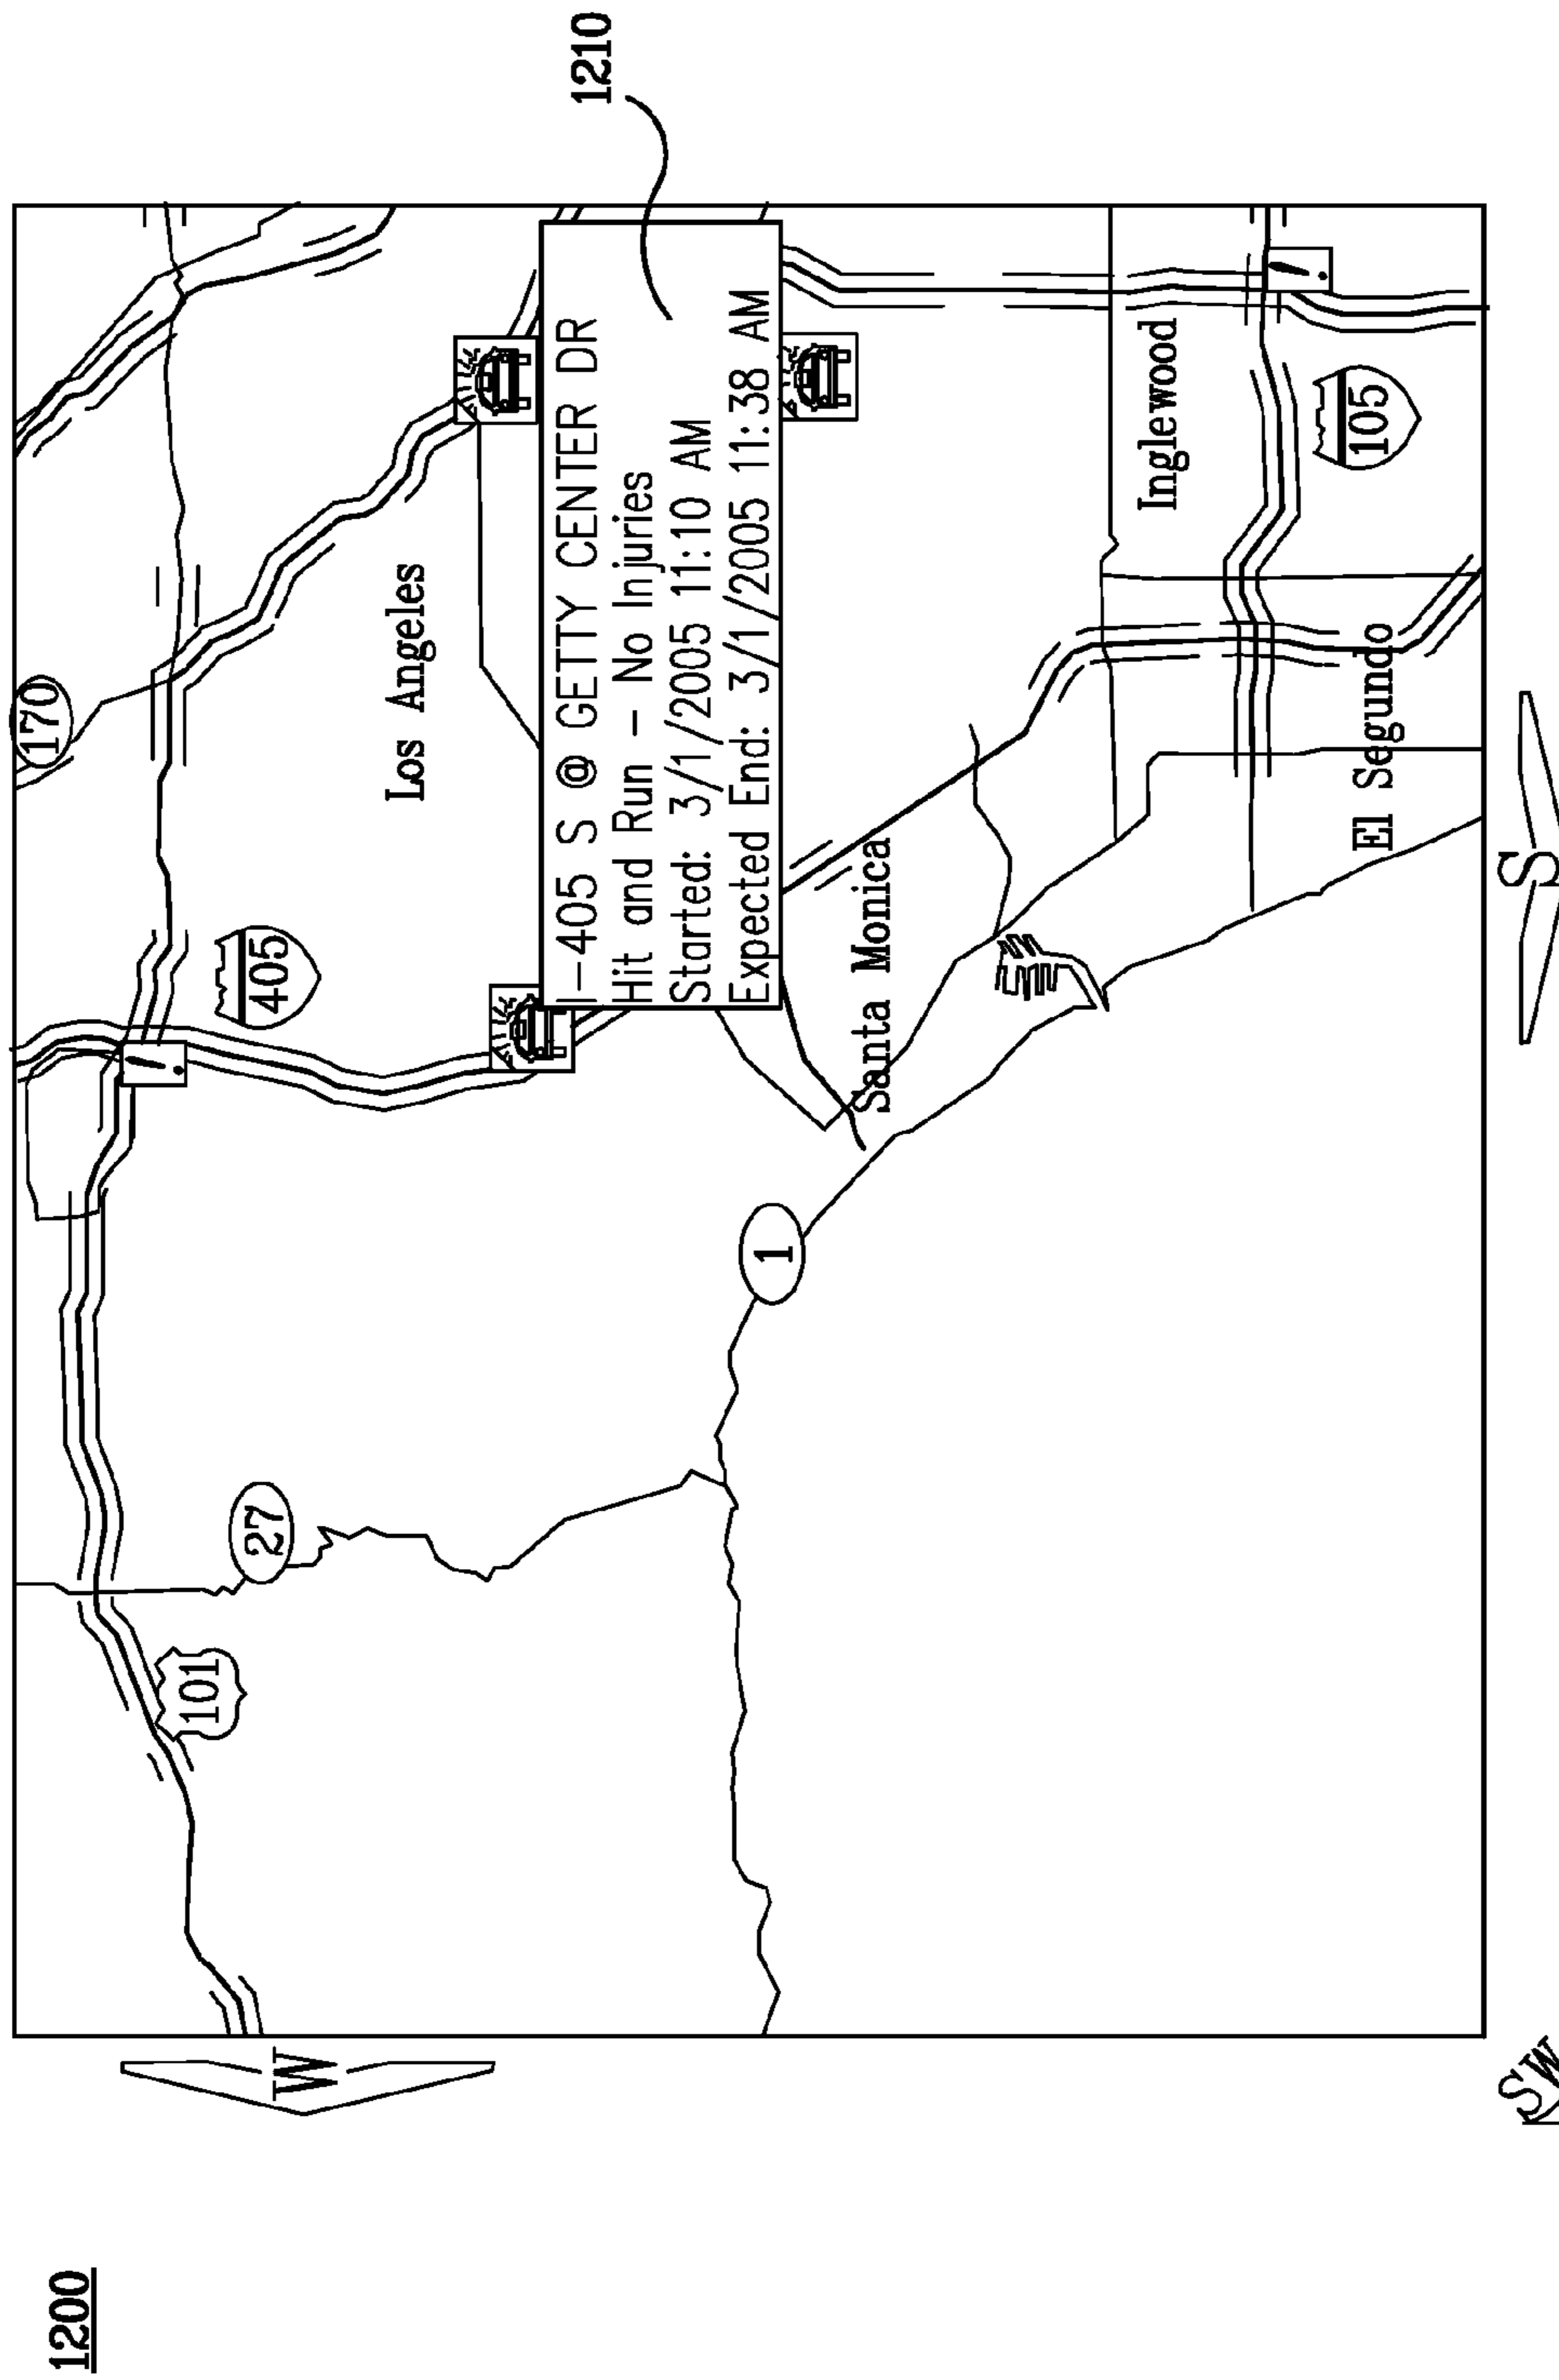 1200
1210
170
405
27
101
Los Angeles
I-405 S @ GETTY CENTER DR
Hit and Run - No Injuries
Started: 3/1/2005 11:10 AM
Expected End: 3/1/2005 11:38 AM
1
Santa Monica
Inglewood
105
El Segundo
!
!
W
S
SW